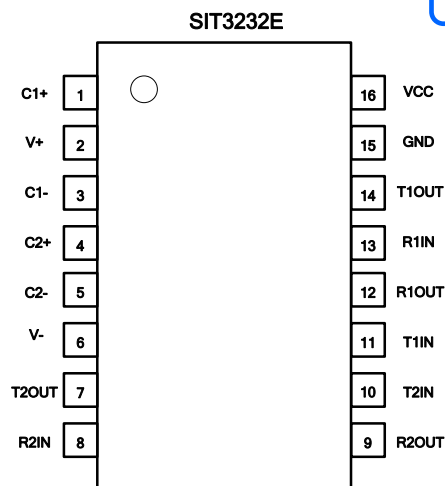 SIT3232E
C1+ 1 16 VCC
V+ 2 15 GND
C1- 3 14 T1OUT
C2+ 4 13 R1IN
C2- 5 12 R1OUT
V- 6 11 T1IN
T2OUT 7 10 T2IN
R2IN 8 9 R2OUT